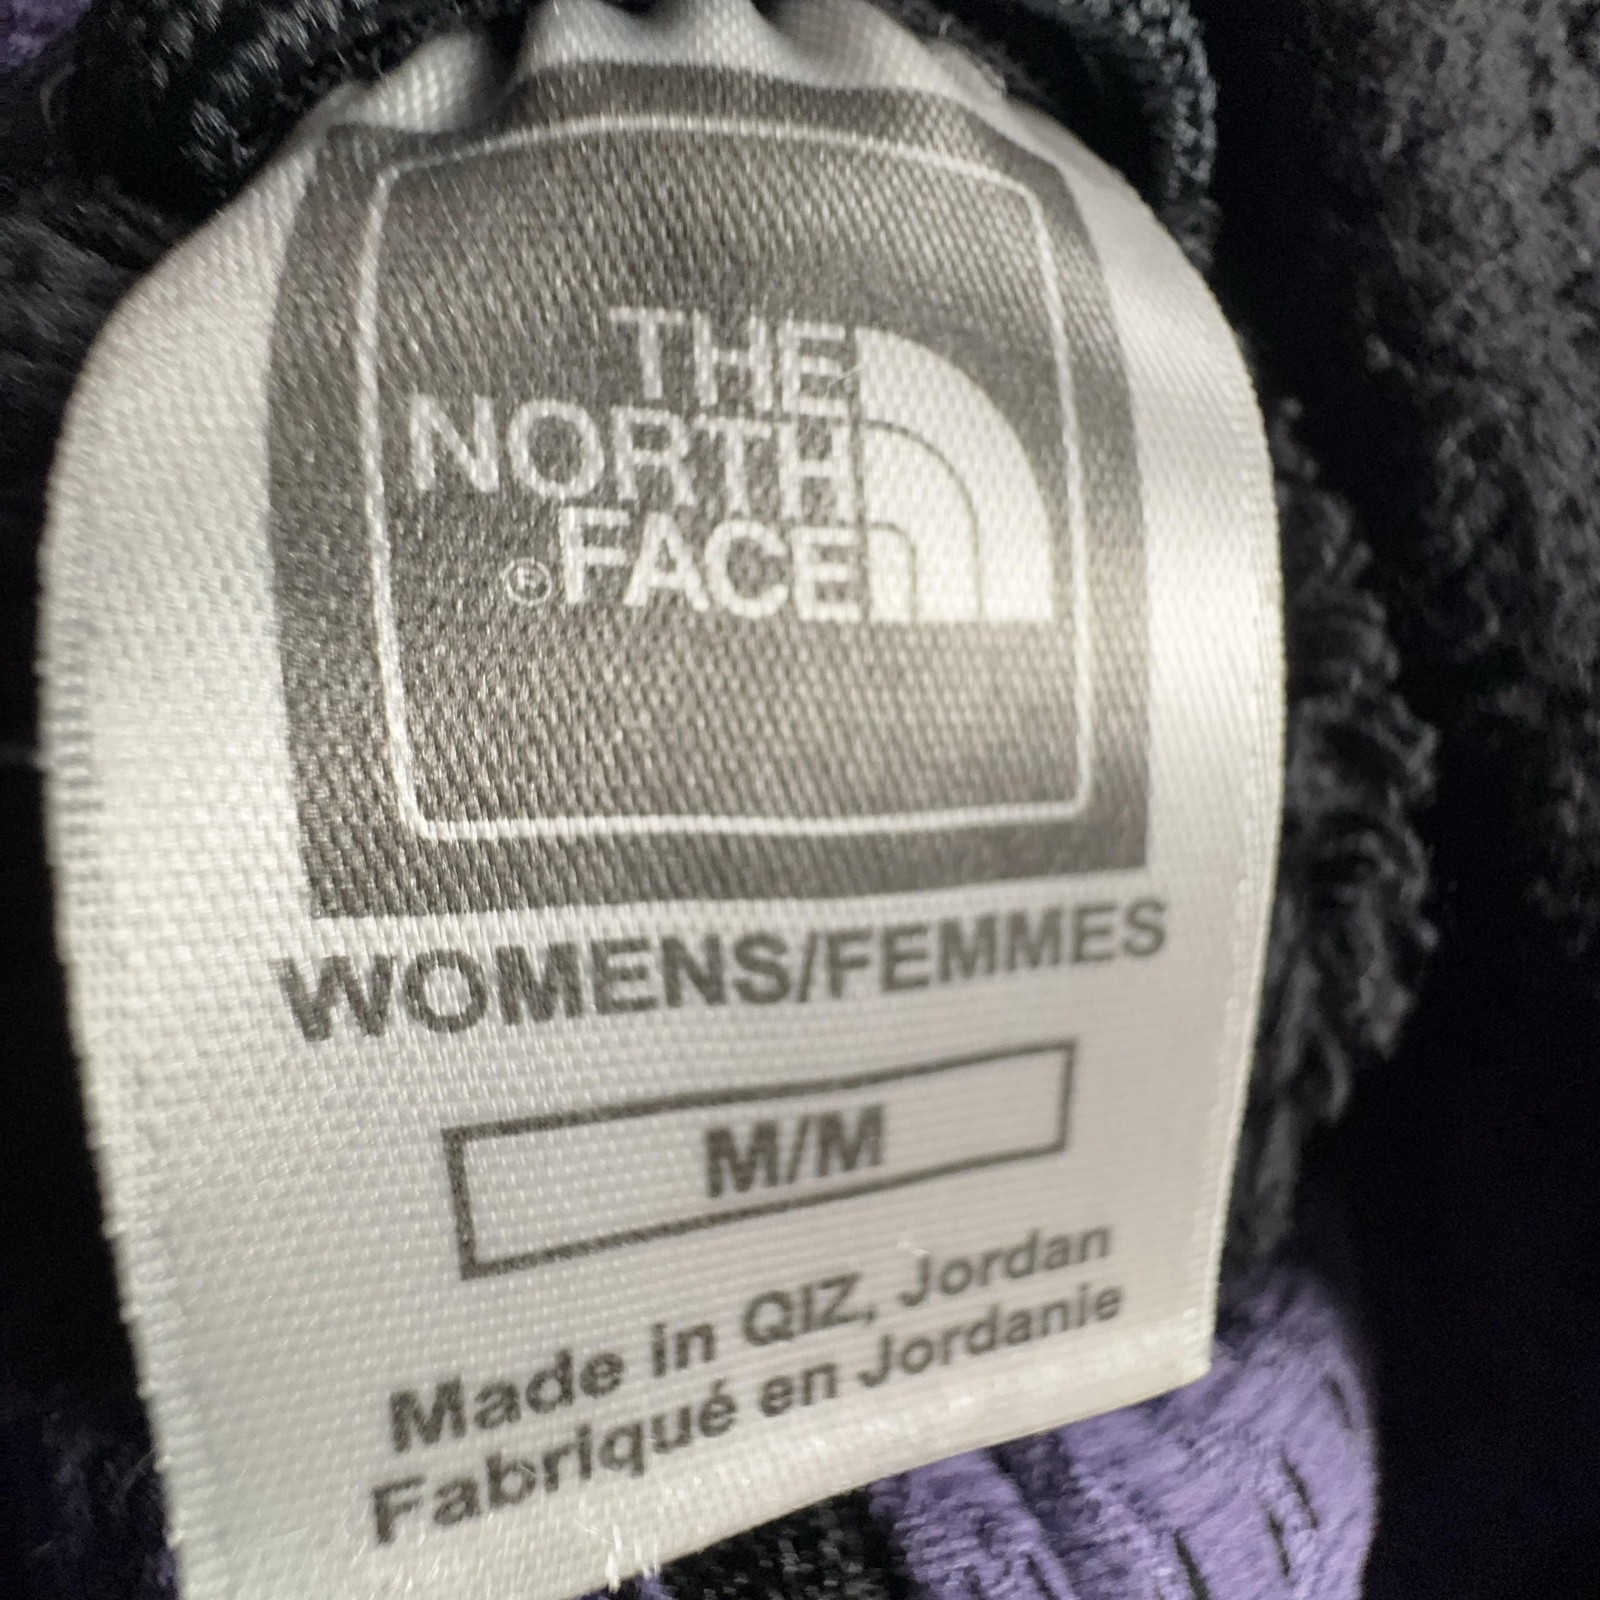 THE
NORTH
®FACE
WOMENS/FEMMES
M/M
Made in QIZ, Jordan
Fabriqué en Jordanie